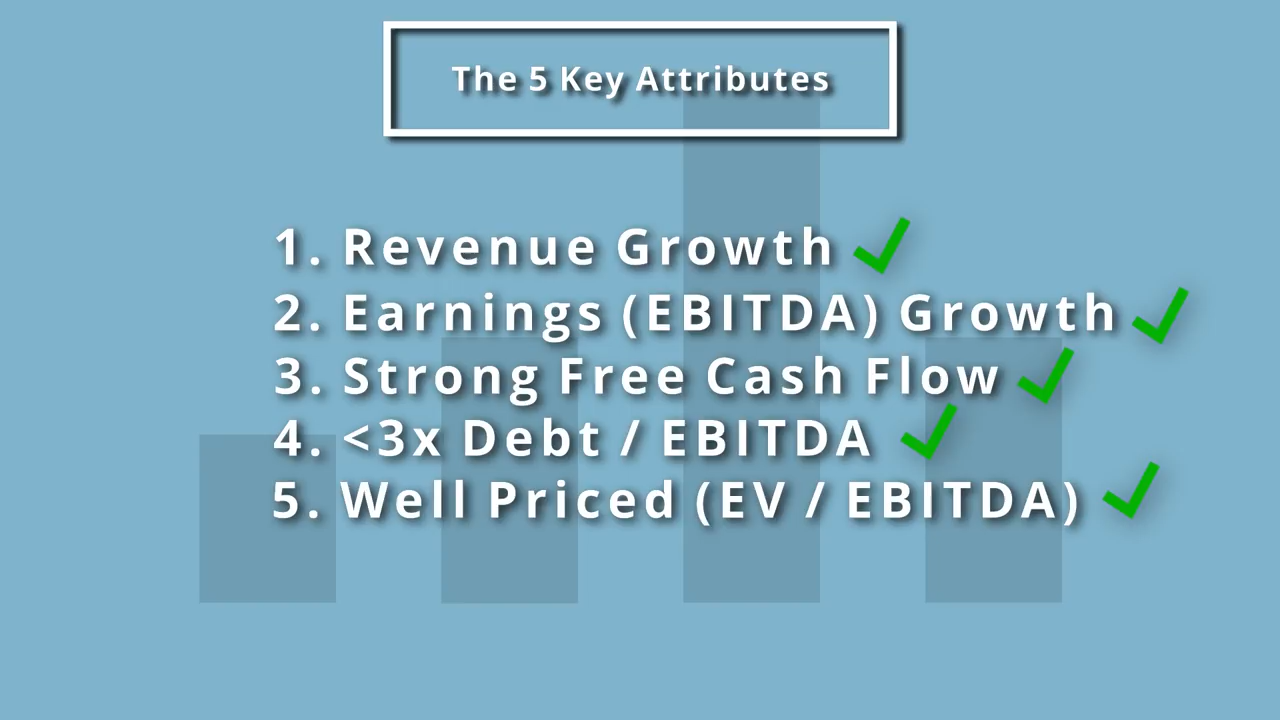 The 5 Key Attributes
1. Revenue Growth
2. Earnings (EBITDA) Growth
3. Strong Free Cash Flow
4. <3x Debt / EBITDA
5. Well Priced (EV / EBITDA)